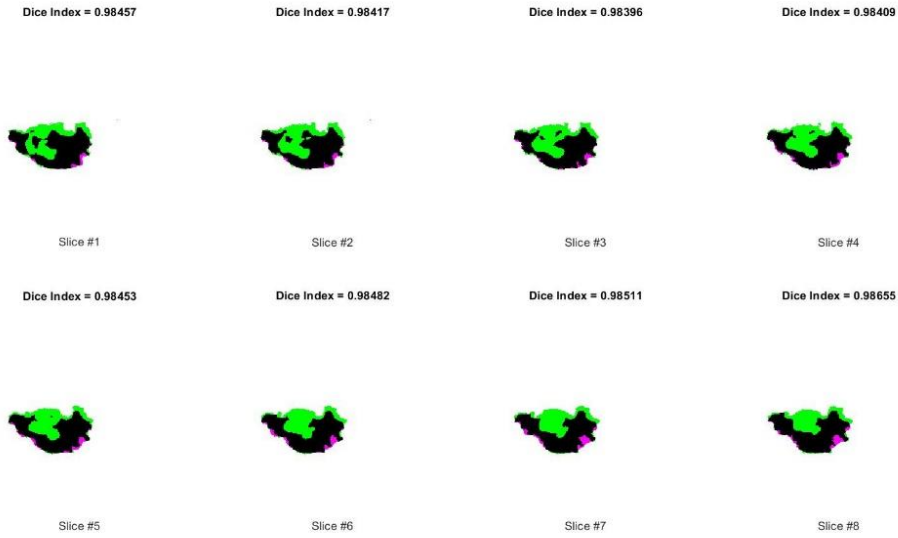 Dice Index = 0.98457
Dice Index = 0.98417
Dice Index = 0.98396
Dice Index = 0.98409
Slice #1
Slice #2
Slice #3
Slice #4
Dice Index = 0.98453
Dice Index = 0.98482
Dice Index = 0.98511
Dice Index = 0.98655
Slice #5
Slice #6
Slice #7
Slice #8